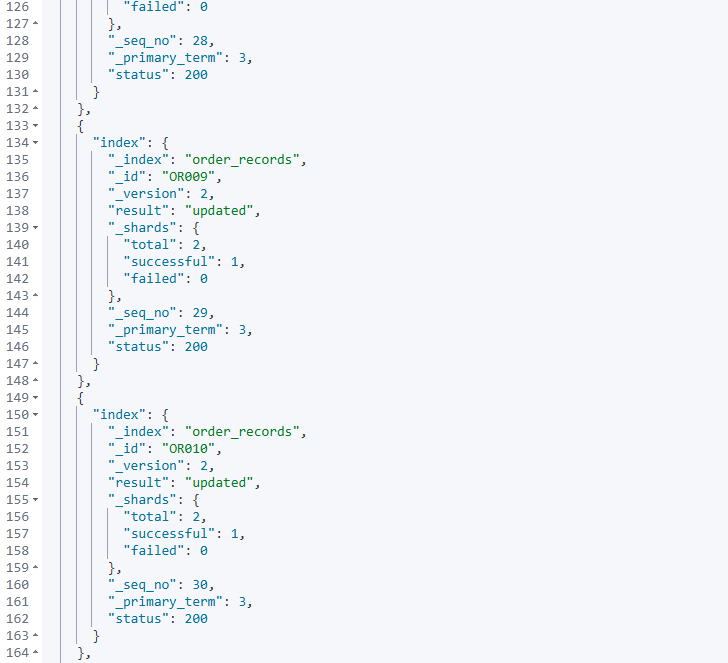 126 "failed": 0
127 },
128 "_seq_no": 28,
129 "_primary_term": 3,
130 "status": 200
131 }
132 },
133 {
134 "index": {
135 "_index": "order_records",
136 "_id": "OR009",
137 "_version": 2,
138 "result": "updated",
139 "_shards": {
140 "total": 2,
141 "successful": 1,
142 "failed": 0
143 },
144 "_seq_no": 29,
145 "_primary_term": 3,
146 "status": 200
147 }
148 },
149 {
150 "index": {
151 "_index": "order_records",
152 "_id": "OR010",
153 "_version": 2,
154 "result": "updated",
155 "_shards": {
156 "total": 2,
157 "successful": 1,
158 "failed": 0
159 },
160 "_seq_no": 30,
161 "_primary_term": 3,
162 "status": 200
163 }
164 },